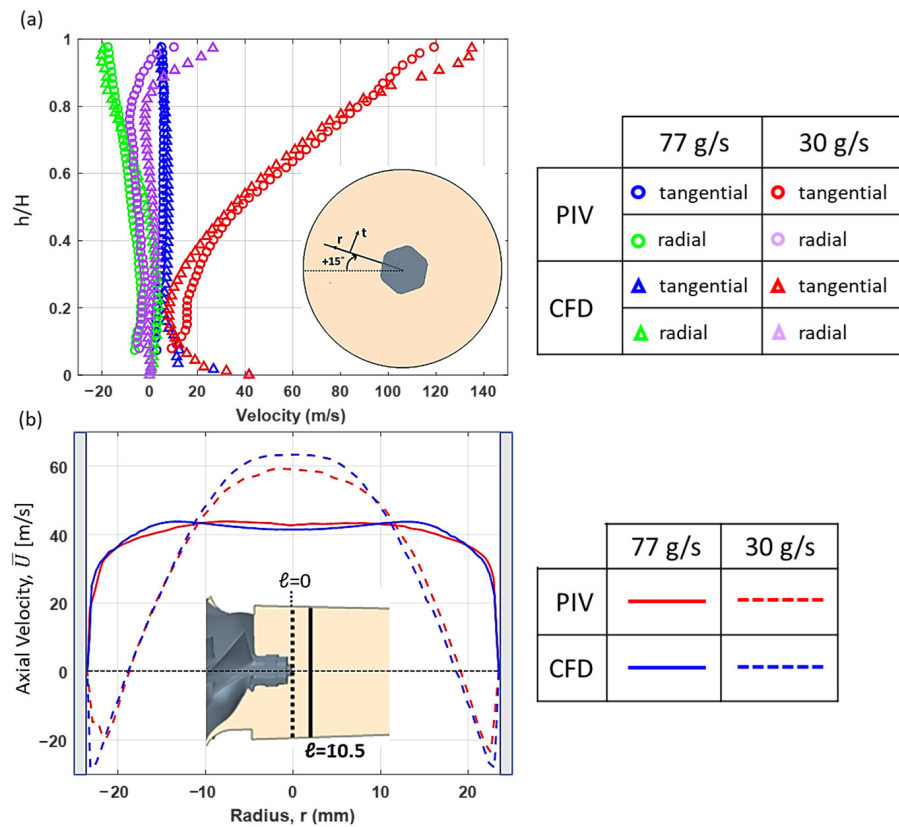 (a)
1
0.8
0.6
0.4
0.2
0
h/H
t
r
+15°
−20 0 20 40 60 80 100 120 140
Velocity (m/s)
77 g/s 30 g/s
PIV
tangential tangential
radial radial
CFD
tangential tangential
radial radial
(b)
60
40
20
0
−20
Axial Velocity, U̅ [m/s]
ℓ=0
ℓ=10.5
−20 −10 0 10 20
Radius, r (mm)
77 g/s 30 g/s
PIV
CFD